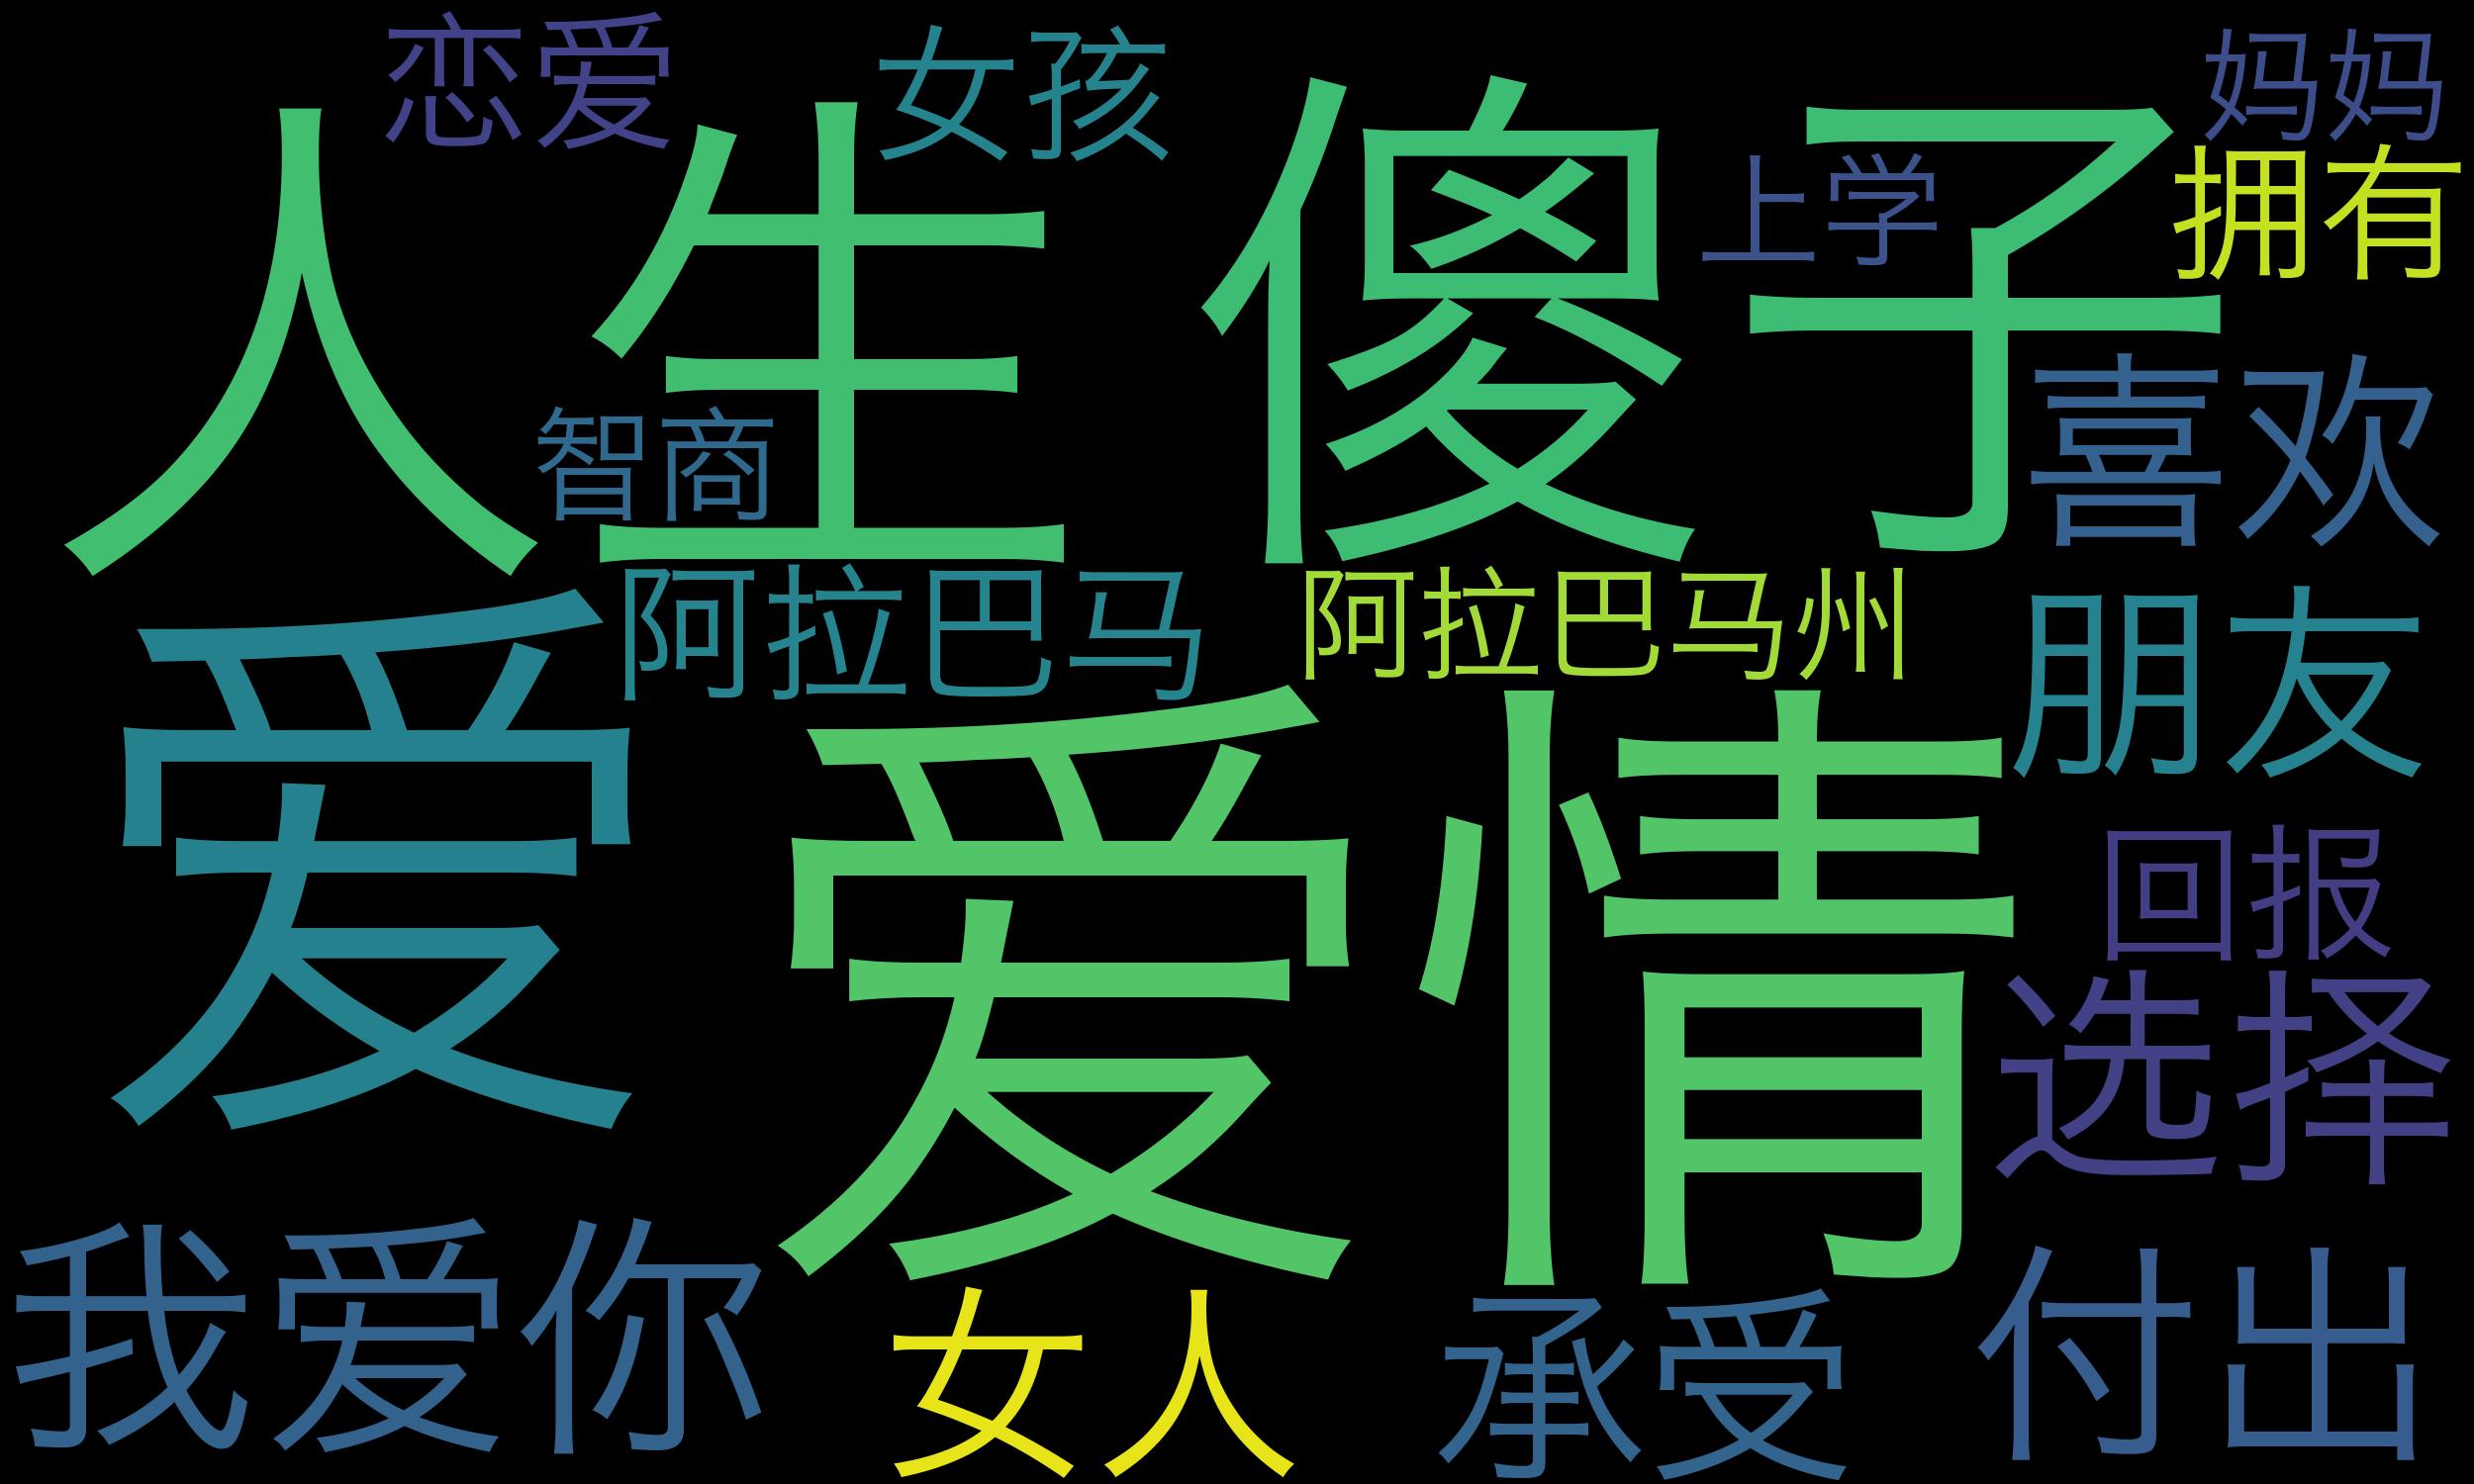 恋爱
女孩
妈妈
人生
傻子
上学
拥有
智商
喜欢
阿拉巴马
阿拉巴马州
朋友
爱
爱情
回报
选择
我爱你
女人
承受
付出